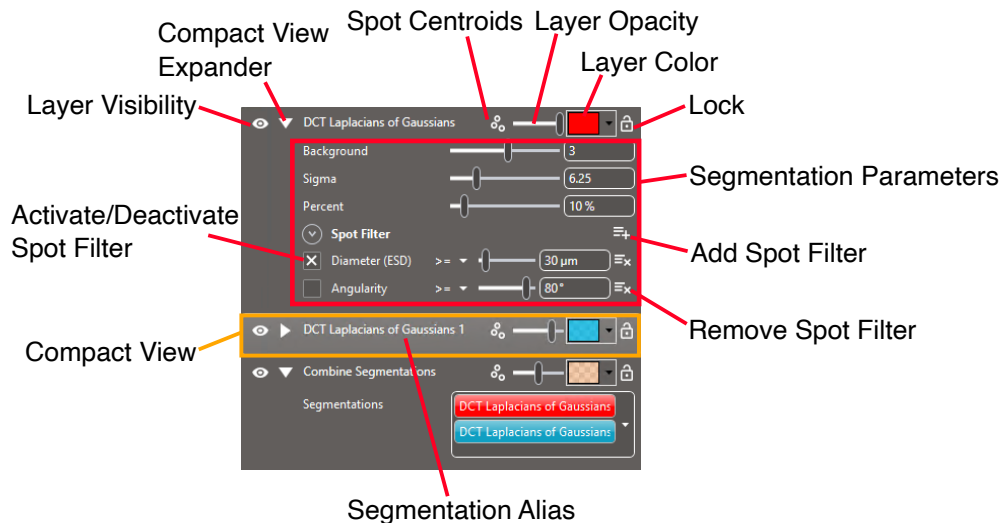 Spot Centroids Layer Opacity
Compact View
Expander
Layer Color
Layer Visibility
Lock
DCT Laplacians of Gaussians
Background 3
Sigma 6.25
Segmentation Parameters
Percent 10 %
Activate/Deactivate
Spot Filter
Spot Filter
Add Spot Filter
Diameter (ESD) >= 30 µm
Angularity >= 80°
Remove Spot Filter
DCT Laplacians of Gaussians 1
Compact View
Combine Segmentations
Segmentations
DCT Laplacians of Gaussians
DCT Laplacians of Gaussians
Segmentation Alias